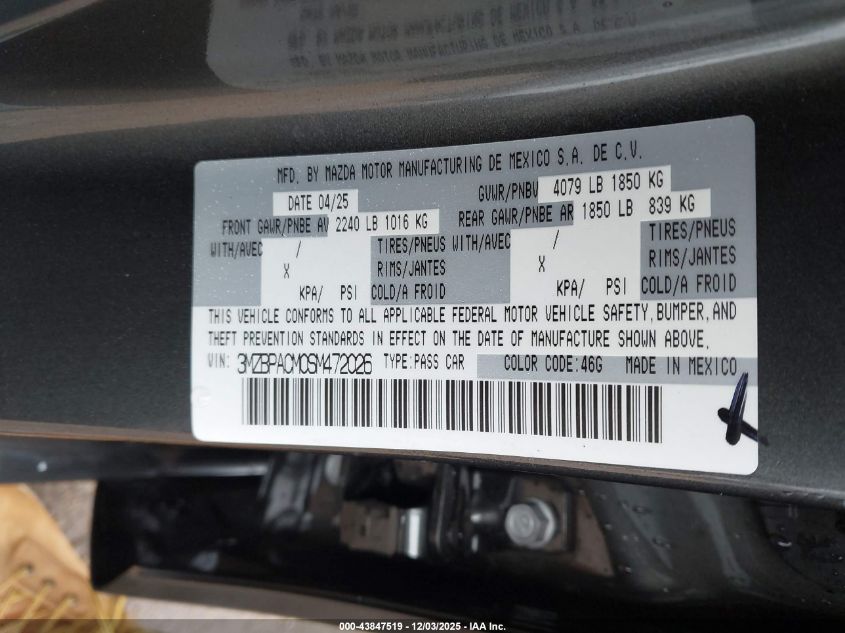 MFD. BY MAZDA MOTOR MANUFACTURING DE MEXICO S.A. DE C.V.
DATE 04/25 GVWR/PNBV 4079 LB 1850 KG
FRONT GAWR/PNBE AV 2240 LB 1016 KG REAR GAWR/PNBE AR 1850 LB 839 KG
WITH/AVEC / TIRES/PNEUS WITH/AVEC / TIRES/PNEUS
X RIMS/JANTES X RIMS/JANTES
KPA/ PSI COLD/A FROID KPA/ PSI COLD/A FROID
THIS VEHICLE CONFORMS TO ALL APPLICABLE FEDERAL MOTOR VEHICLE SAFETY, BUMPER, AND
THEFT PREVENTION STANDARDS IN EFFECT ON THE DATE OF MANUFACTURE SHOWN ABOVE.
VIN: 3MZBPACM0SM472026 TYPE:PASS CAR COLOR CODE:46G MADE IN MEXICO
000-43847519 - 12/03/2025 - IAA Inc.